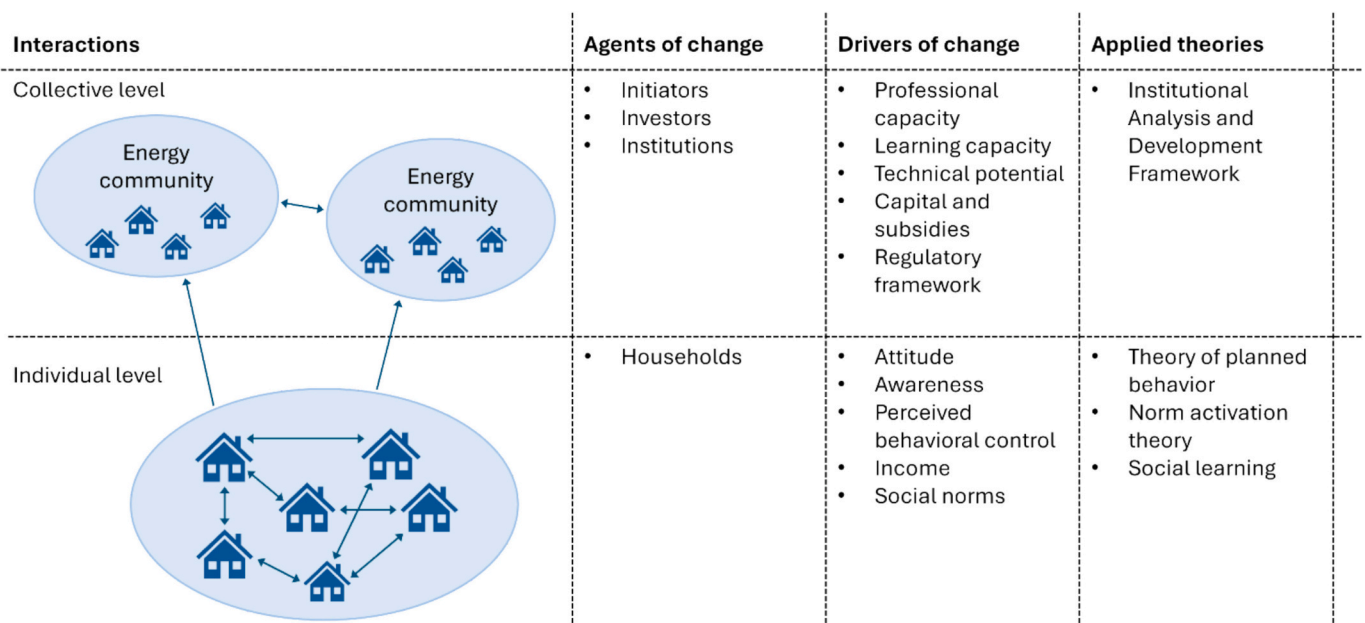 Interactions
Agents of change
Drivers of change
Applied theories
Collective level
Energy
community
Energy
community
• Initiators
• Investors
• Institutions
• Professional
capacity
• Learning capacity
• Technical potential
• Capital and
subsidies
• Regulatory
framework
• Institutional
Analysis and
Development
Framework
Individual level
• Households
• Attitude
• Awareness
• Perceived
behavioral control
• Income
• Social norms
• Theory of planned
behavior
• Norm activation
theory
• Social learning